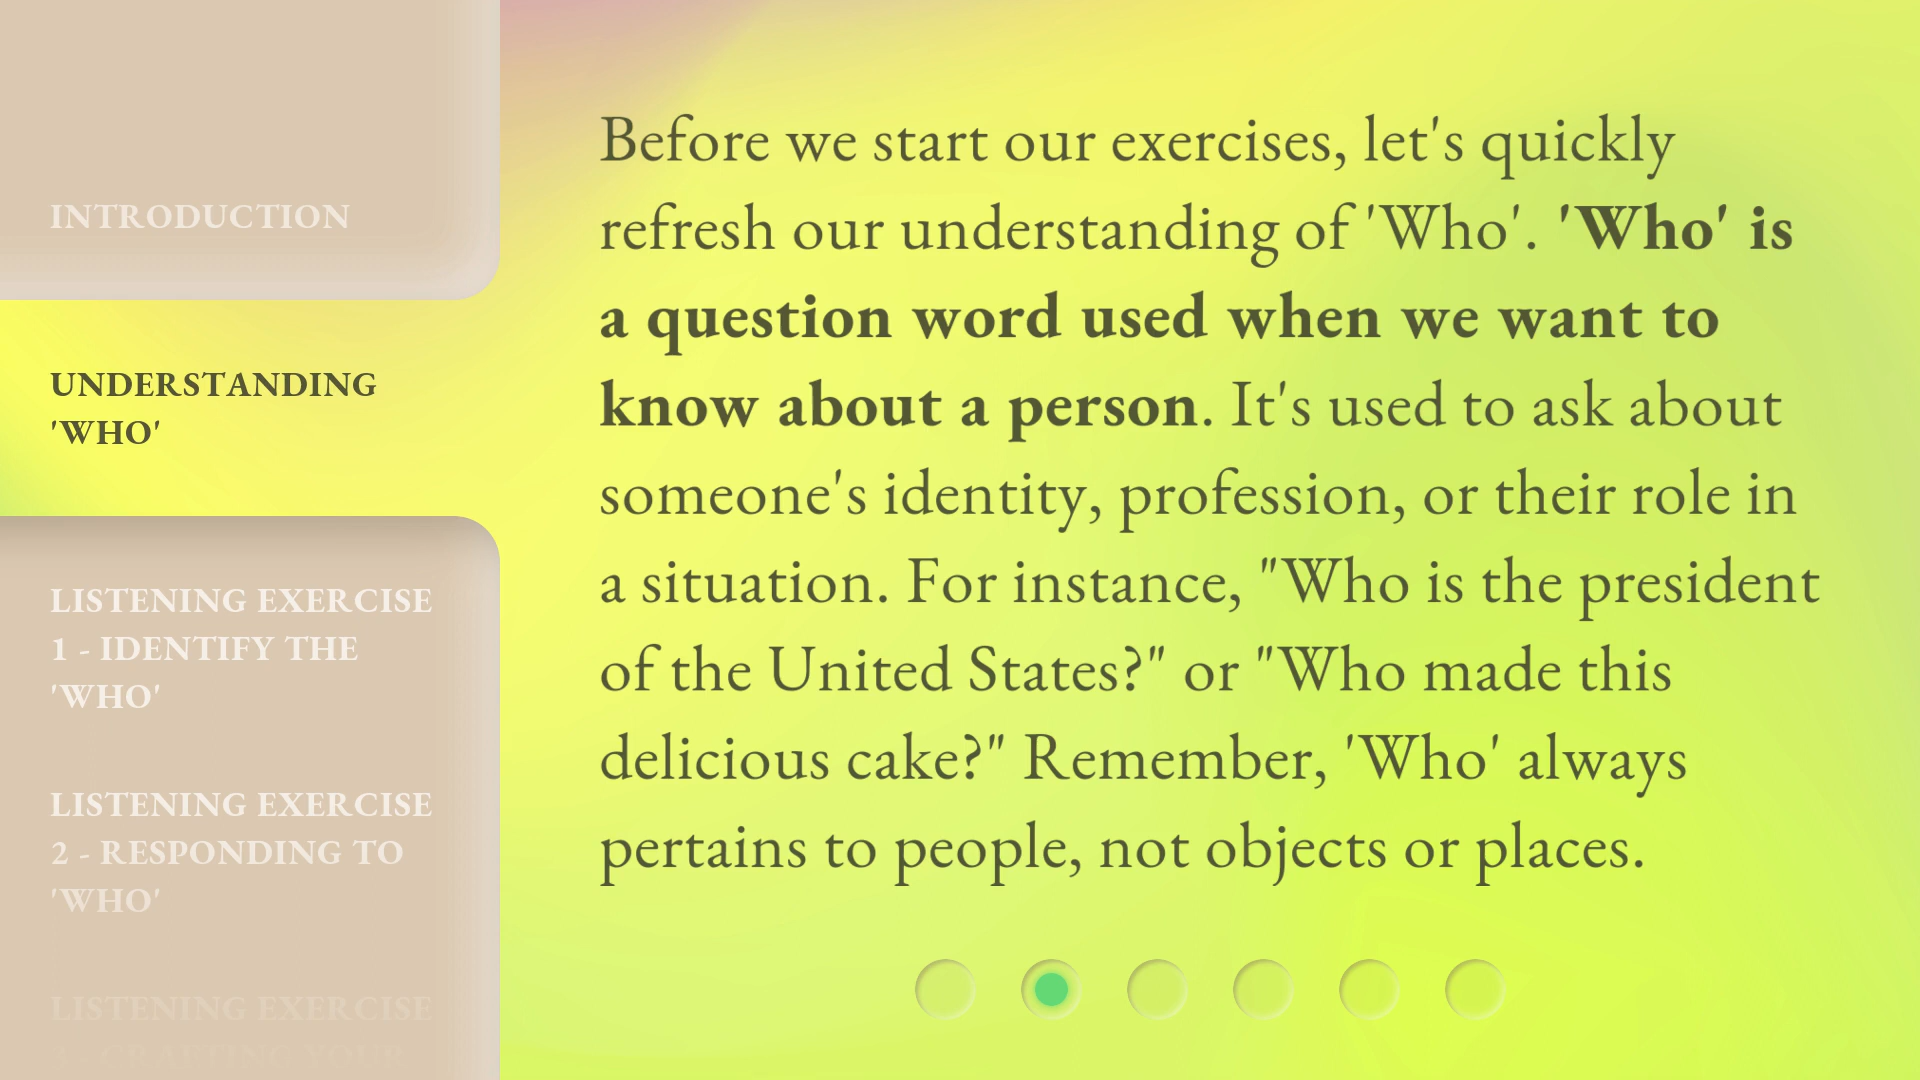 INTRODUCTION
UNDERSTANDING
'WHO'
LISTENING EXERCISE
1 - IDENTIFY THE
'WHO'
LISTENING EXERCISE
2 - RESPONDING TO
'WHO'
LISTENING EXERCISE
3 - CRAFTING YOUR
Before we start our exercises, let's quickly
refresh our understanding of 'Who'. 'Who' is
a question word used when we want to
know about a person. It's used to ask about
someone's identity, profession, or their role in
a situation. For instance, "Who is the president
of the United States?" or "Who made this
delicious cake?" Remember, 'Who' always
pertains to people, not objects or places.